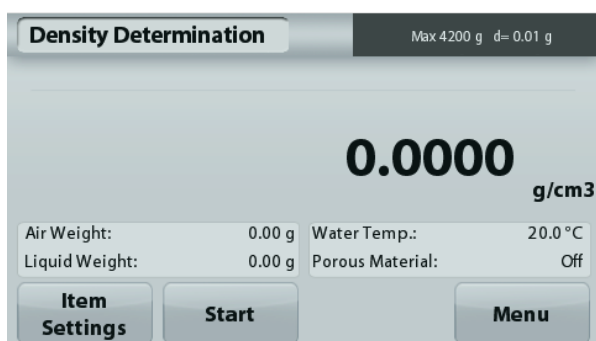 Density Determination
Max 4200 g d= 0.01 g
0.0000
g/cm3
Air Weight: 0.00 g Water Temp.: 20.0 °C
Liquid Weight: 0.00 g Porous Material: Off
Item
Settings
Start
Menu